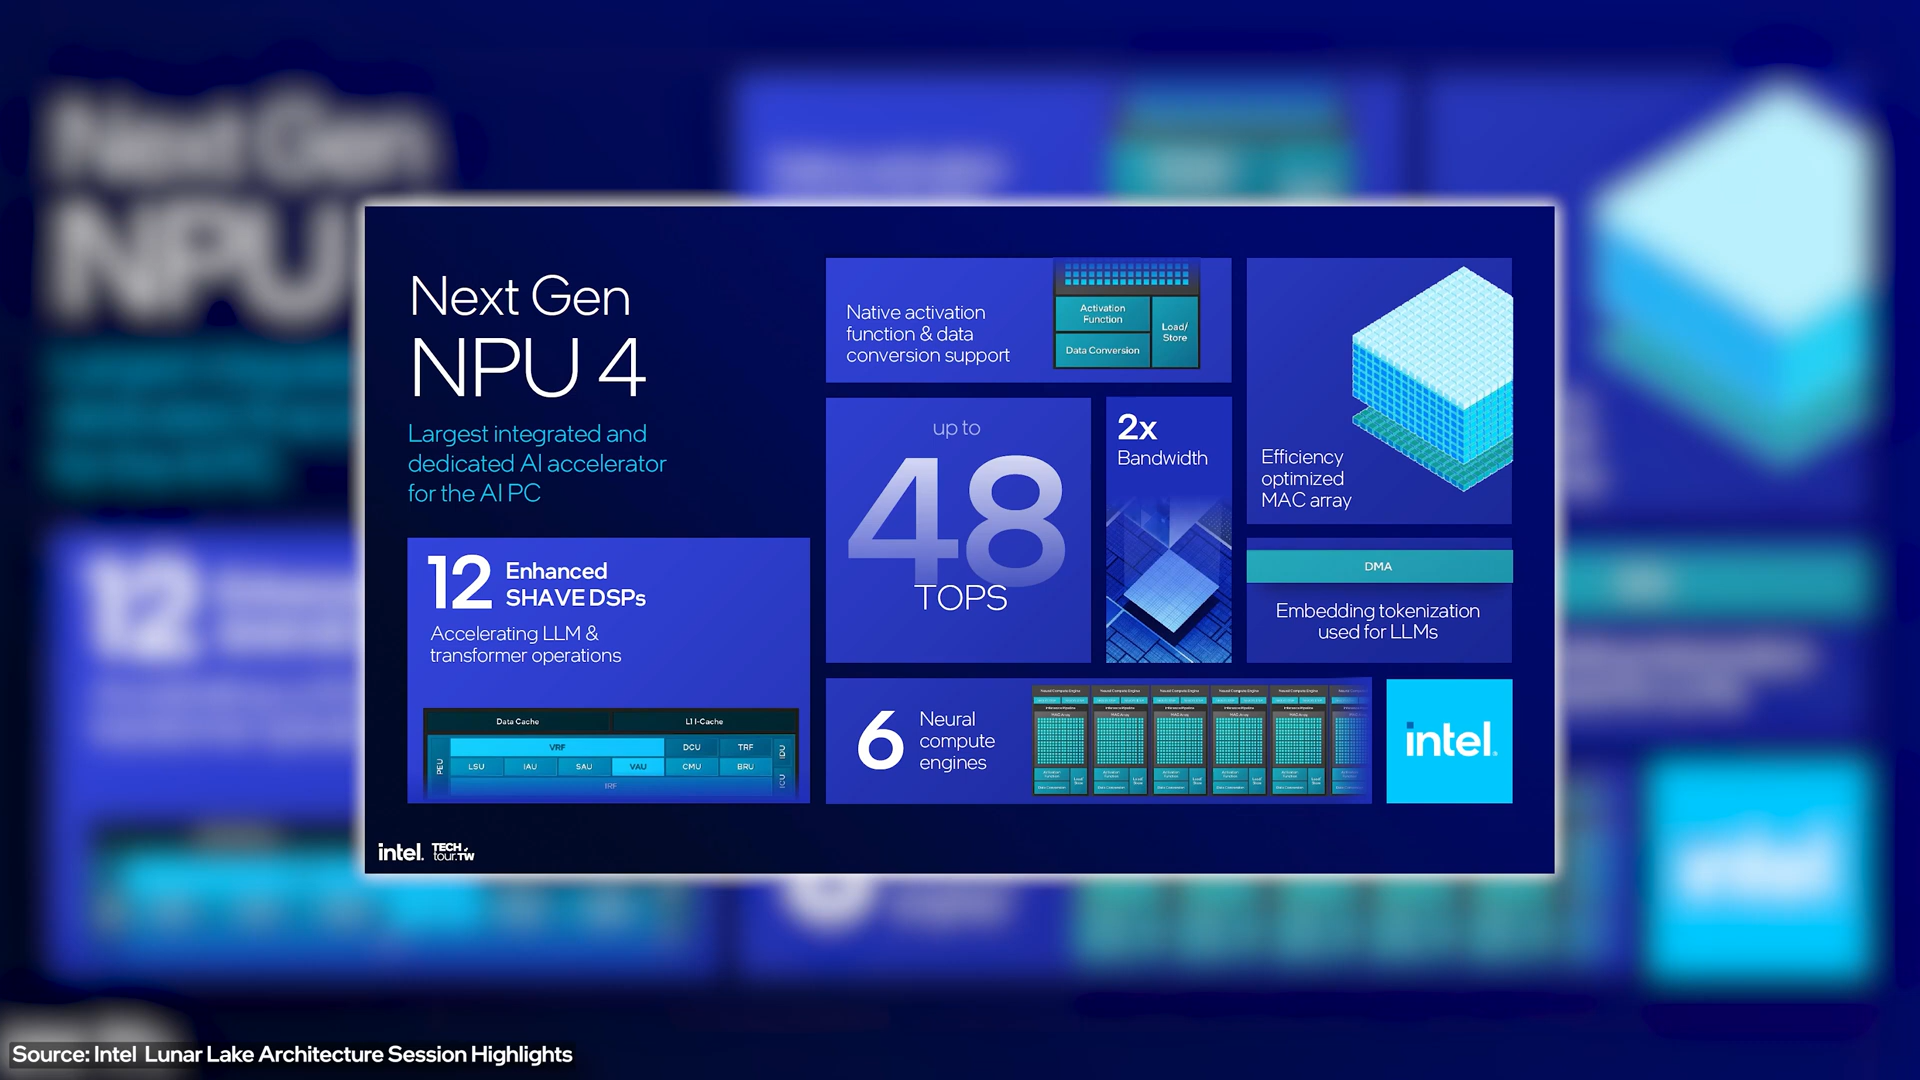 Next Gen
NPU 4
Largest integrated and
dedicated AI accelerator
for the AI PC
12 Enhanced
SHAVE DSPs
Accelerating LLM &
transformer operations
Data Cache
L1 I-Cache
PEU
VRF
DCU
TRF
IDU
LSU
IAU
SAU
VAU
CMU
BRU
ICU
IRF
Native activation
function & data
conversion support
Activation
Function
Load/
Store
Data Conversion
up to
48
TOPS
2x
Bandwidth
Efficiency
optimized
MAC array
DMA
Embedding tokenization
used for LLMs
6 Neural
compute
engines
intel.
intel. TECH
tour.TW
Source: Intel Lunar Lake Architecture Session Highlights